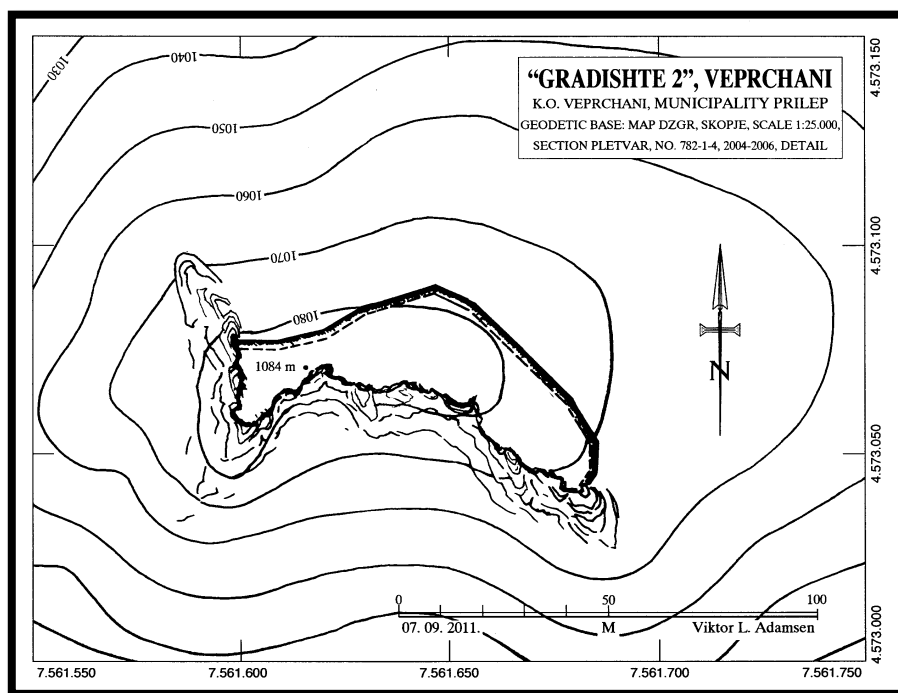 1030
1040
1050
1060
1070
1080
1084 m
“GRADISHTE 2”, VEPRCHANI
K.O. VEPRCHANI, MUNICIPALITY PRILEP
GEODETIC BASE: MAP DZGR, SKOPJE, SCALE 1:25.000,
SECTION PLETVAR, NO. 782-1-4, 2004-2006, DETAIL
4.573.150
4.573.100
4.573.050
4.573.000
N
0 50 100
07. 09. 2011. M Viktor L. Adamsen
7.561.550 7.561.600 7.561.650 7.561.700 7.561.750